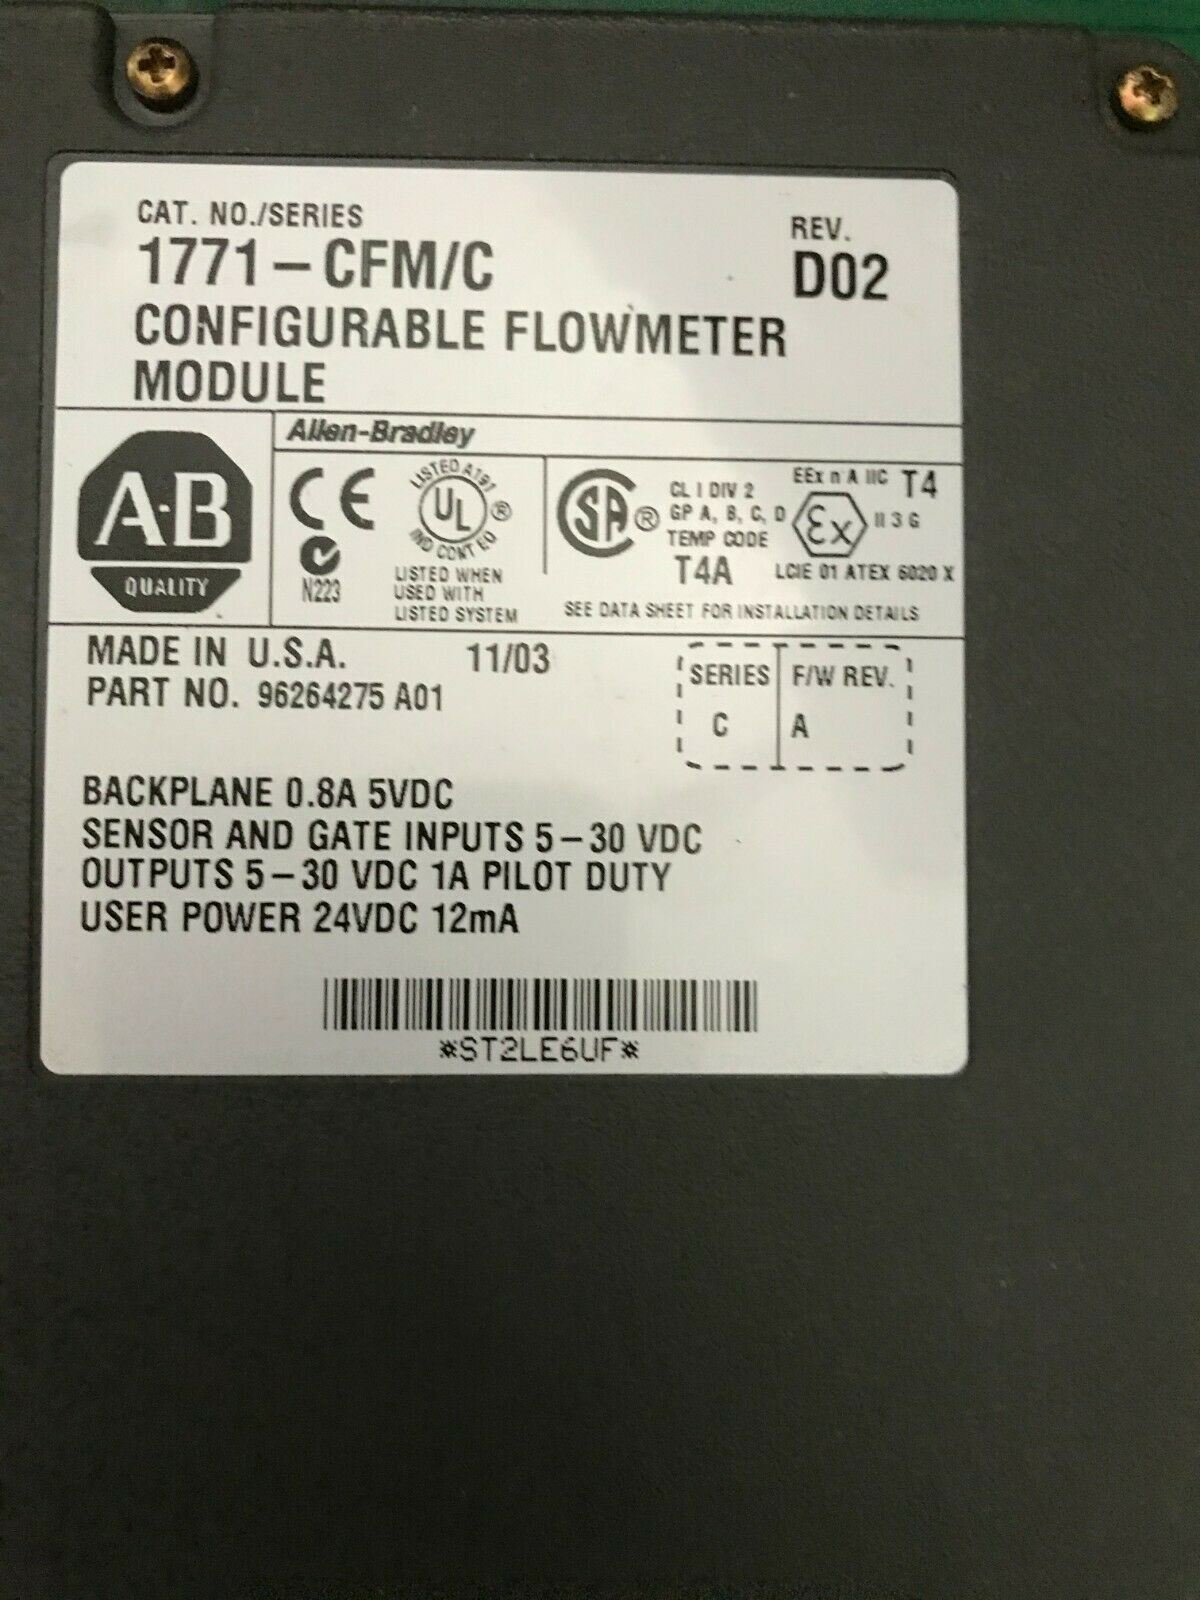 CAT. NO./SERIES
1771-CFM/C
REV.
D02
CONFIGURABLE FLOWMETER
MODULE
A-B
QUALITY
Allen-Bradley
CE
N223
LISTED A197
UL ®
IND CONT EQ
LISTED WHEN
USED WITH
LISTED SYSTEM
SA ®
CL I DIV 2
GP A, B, C, D
TEMP CODE
T4A
EEx nA IIC T4
Ex
II 3 G
LCIE 01 ATEX 6020 X
SEE DATA SHEET FOR INSTALLATION DETAILS
MADE IN U.S.A. 11/03
PART NO. 96264275 A01
SERIES F/W REV.
C A
BACKPLANE 0.8A 5VDC
SENSOR AND GATE INPUTS 5-30 VDC
OUTPUTS 5-30 VDC 1A PILOT DUTY
USER POWER 24VDC 12mA
*ST2LE6UF*